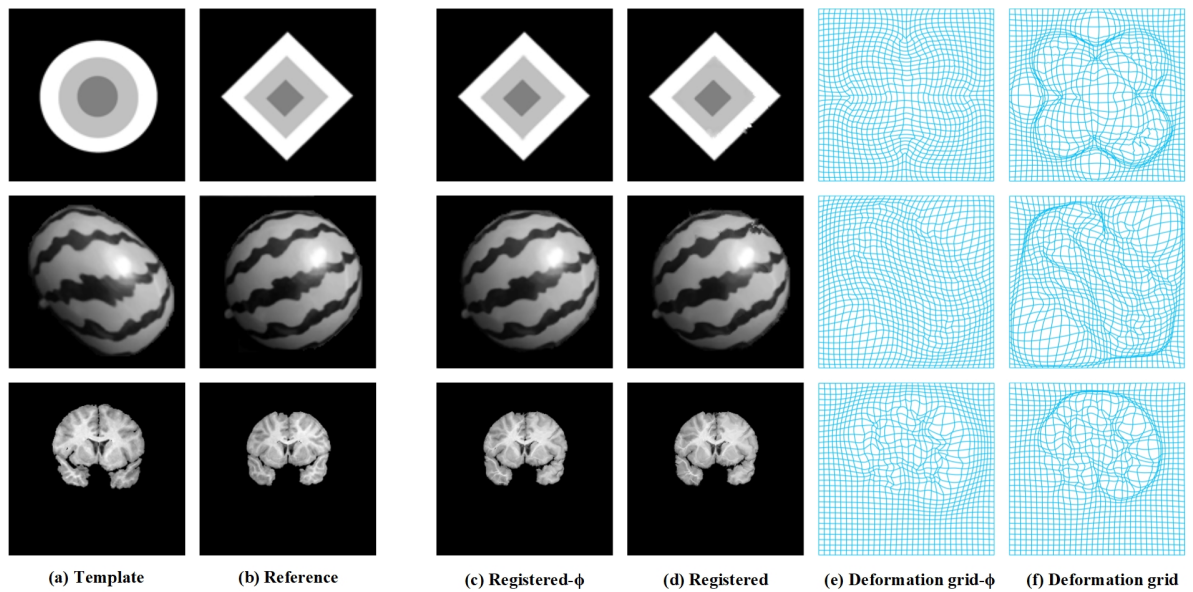 (a) Template
(b) Reference
(c) Registered-ϕ
(d) Registered
(e) Deformation grid-ϕ
(f) Deformation grid